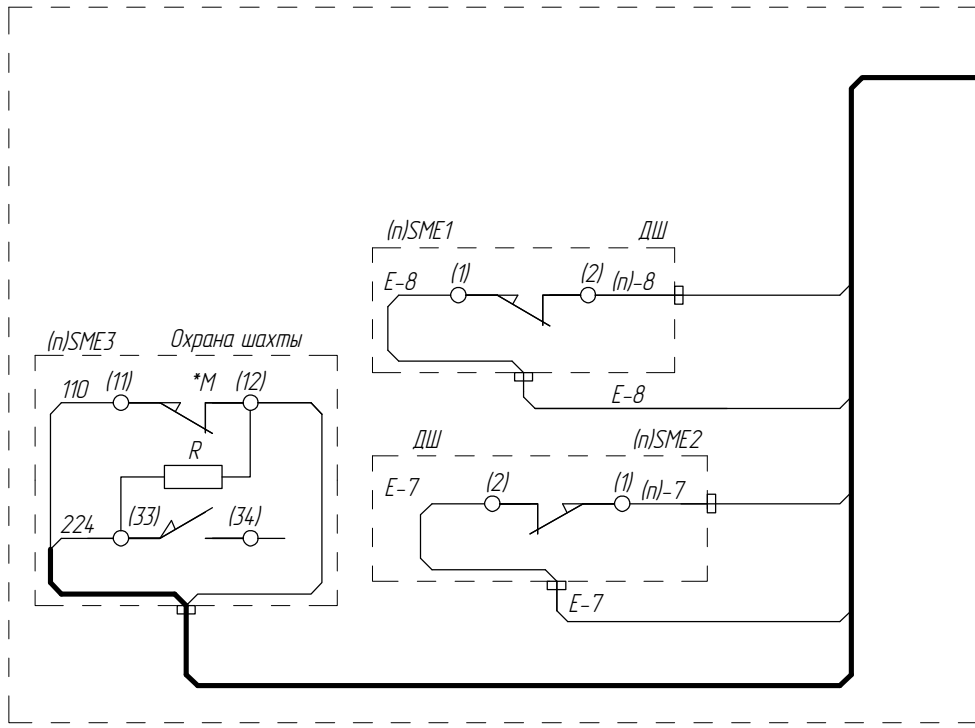 (п)SME1 ДШ
E-8 (1) (2) (п)-8
E-8
(п)SME3 Охрана шахты
110 (11) *M (12)
R
224 (33) (34)
ДШ (п)SME2
E-7 (2) (1) (п)-7
E-7